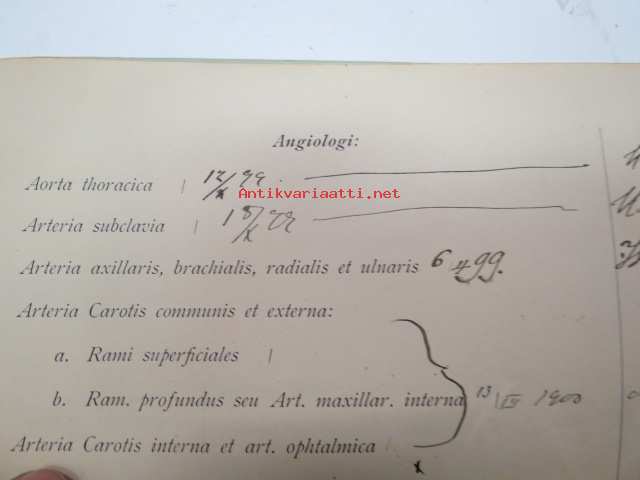 Angiologi:
Aorta thoracica | 12/X 99.
Antikvariaatti.net
Arteria subclavia | 18/X 99
Arteria axillaris, brachialis, radialis et ulnaris 6/4 99.
Arteria Carotis communis et externa:
a. Rami superficiales |
b. Ram. profundus seu Art. maxillar. interna 13 | 1900
Arteria Carotis interna et art. ophtalmica
x